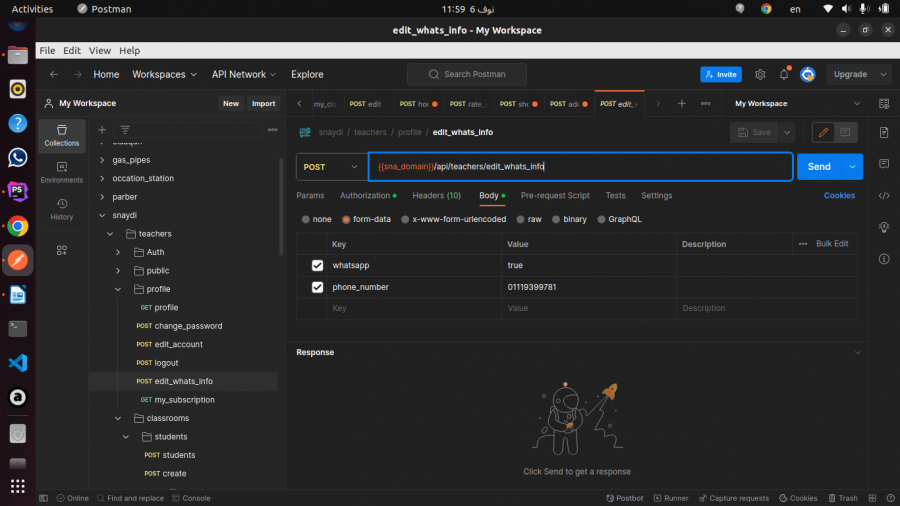 Activities Postman 11:59 6 نوف en
edit_whats_info - My Workspace
File Edit View Help
Home Workspaces API Network Explore Search Postman Invite Upgrade
My Workspace New Import
my_cl POST edit POST ho POST rate_ POST sh POST ad POST edit_ My Workspace
Collections
Environments
History
gas_pipes
occation_station
parber
snaydi
teachers
Auth
public
profile
GET profile
POST change_password
POST edit_account
POST logout
POST edit_whats_info
GET my_subscription
classrooms
students
POST students
POST create
snaydi / teachers / profile / edit_whats_info Save
POST {{sna_domain}}/api/teachers/edit_whats_info Send
Params Authorization Headers (10) Body Pre-request Script Tests Settings Cookies
none form-data x-www-form-urlencoded raw binary GraphQL
Key Value Description Bulk Edit
whatsapp true
phone_number 01119399781
Key Value Description
Response
Click Send to get a response
Online Find and replace Console Postbot Runner Capture requests Cookies Trash